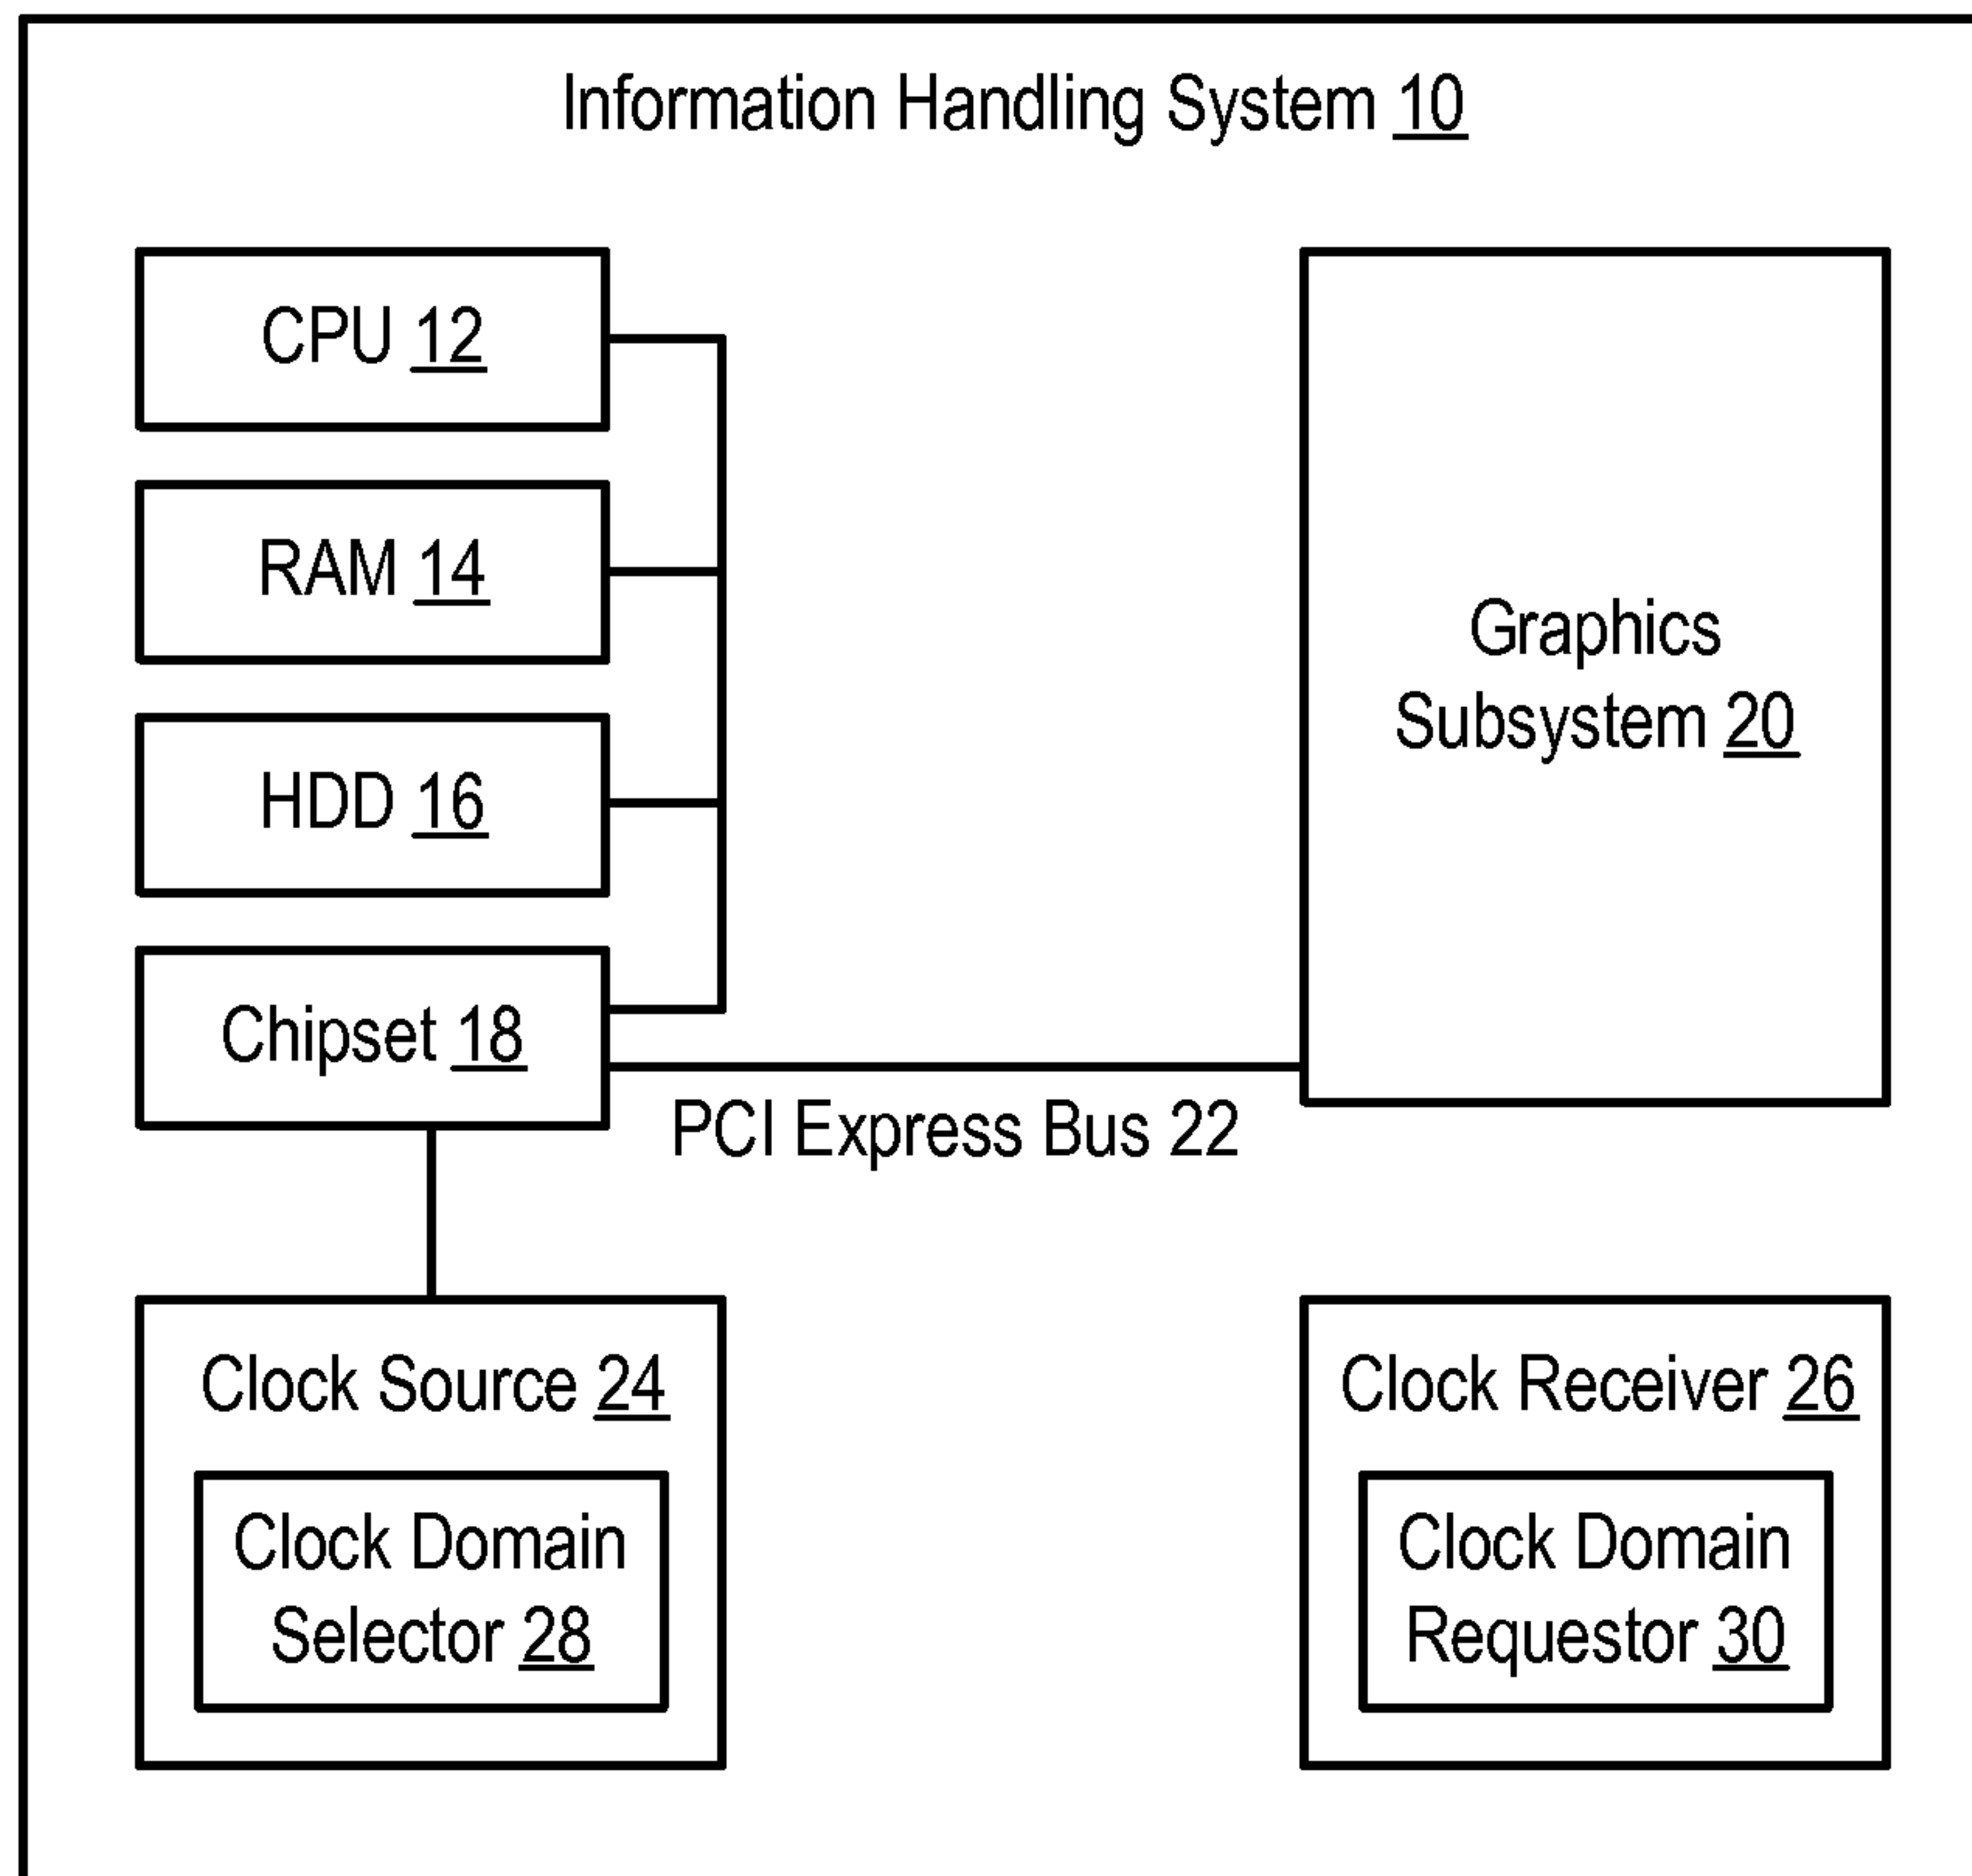 Information Handling System 10
CPU 12
RAM 14
HDD 16
Chipset 18
Graphics
Subsystem 20
PCI Express Bus 22
Clock Source 24
Clock Domain
Selector 28
Clock Receiver 26
Clock Domain
Requestor 30